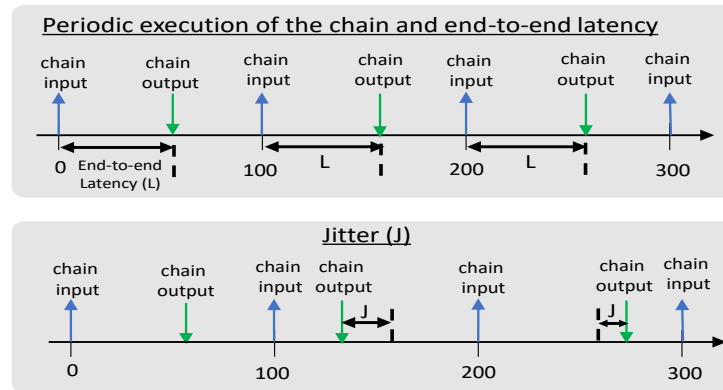 Periodic execution of the chain and end-to-end latency
chain input
chain output
chain input
chain output
chain input
chain output
chain input
0
End-to-end
Latency (L)
100
L
200
L
300
Jitter (J)
chain input
chain output
chain input
chain output
chain input
chain output
chain input
J
J
0
100
200
300